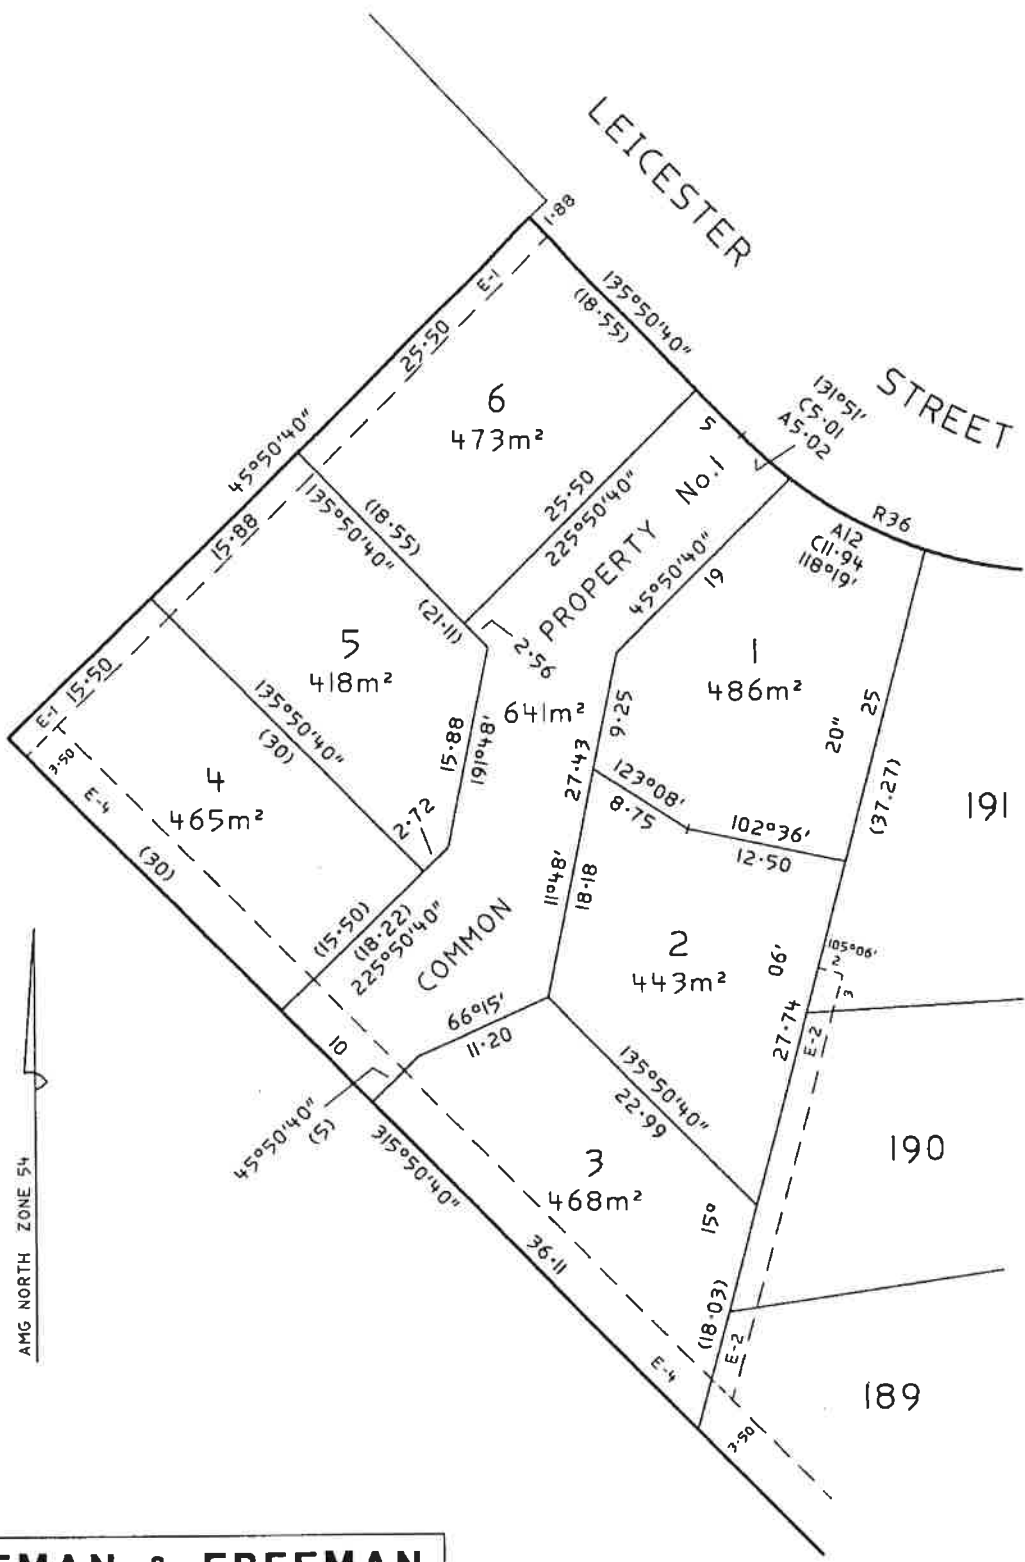 LEICESTER
STREET
1·88
135°50'40"
(18·55)
E-1
25·50
6
473m²
45°50'40"
5
131°51'
C5·01
A5·02
R36
A12
C11·94
118°19'
PROPERTY No.1
25·50
225°50'40"
45°50'40"
19
(18·55)
135°50'40"
(21·11)
2·56
15·88
5
418m²
1
486m²
25
20"
(37·27)
641m²
9·25
27·43
15·88
191°48'
123°08'
8·75
102°36'
12·50
191
E-1
15·50
3·50
135°50'40"
(30)
4
465m²
E-4
(30)
2·72
11°48'
18·18
(15·50)
(18·22)
225°50'40"
COMMON
2
443m²
06'
105°06'
2
3
27·74
E-2
66°15'
11·20
10
45°50'40"
(5)
135°50'40"
22·99
190
315°50'40"
3
468m²
15°
36·11
(18·03)
E-2
E-4
3·50
189
AMG NORTH ZONE 54
EMAN & FREEMAN